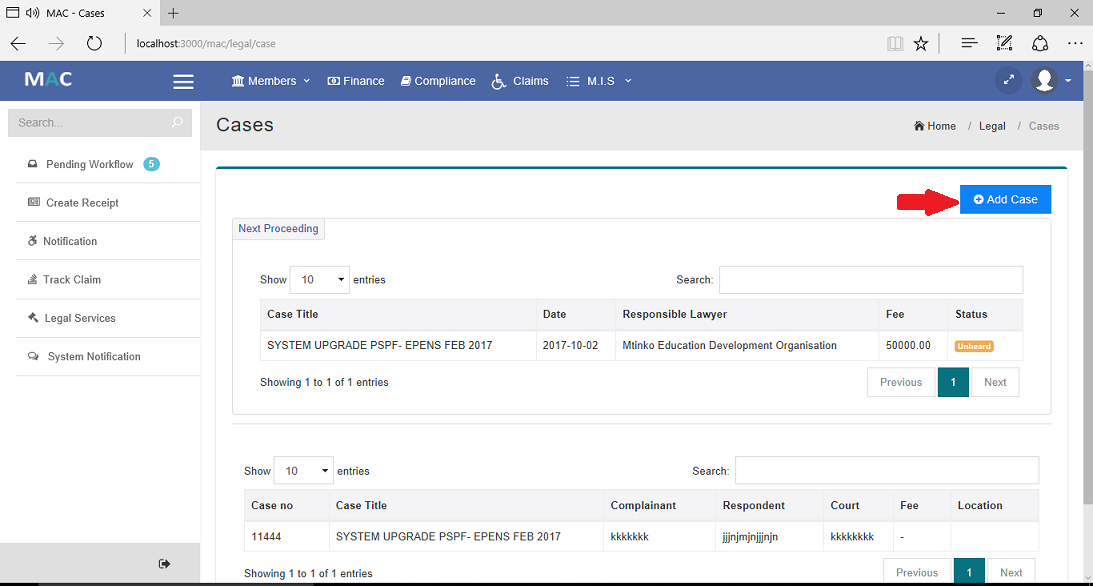 MAC - Cases
localhost:3000/mac/legal/case
MAC
Members Finance Compliance Claims M.I.S
Search...
Cases
Home / Legal / Cases
Pending Workflow 5
Create Receipt
Notification
Track Claim
Legal Services
System Notification
Add Case
Next Proceeding
Show 10 entries Search:
Case Title Date Responsible Lawyer Fee Status
SYSTEM UPGRADE PSPF- EPENS FEB 2017 2017-10-02 Mtinko Education Development Organisation 50000.00 Unheard
Showing 1 to 1 of 1 entries Previous 1 Next
Show 10 entries Search:
Case no Case Title Complainant Respondent Court Fee Location
11444 SYSTEM UPGRADE PSPF- EPENS FEB 2017 kkkkkkk jjjnjmjnjjjnjn kkkkkkkk -
Showing 1 to 1 of 1 entries Previous 1 Next